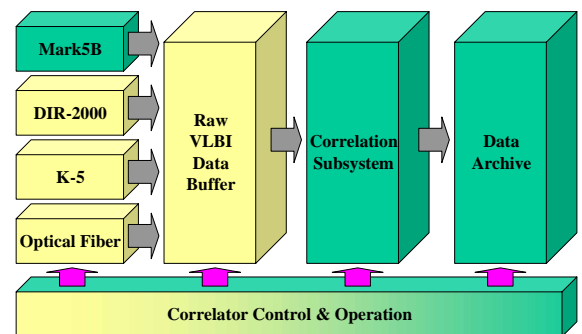 Mark5B
DIR-2000
K-5
Optical Fiber
Raw
VLBI
Data
Buffer
Correlation
Subsystem
Data
Archive
Correlator Control & Operation